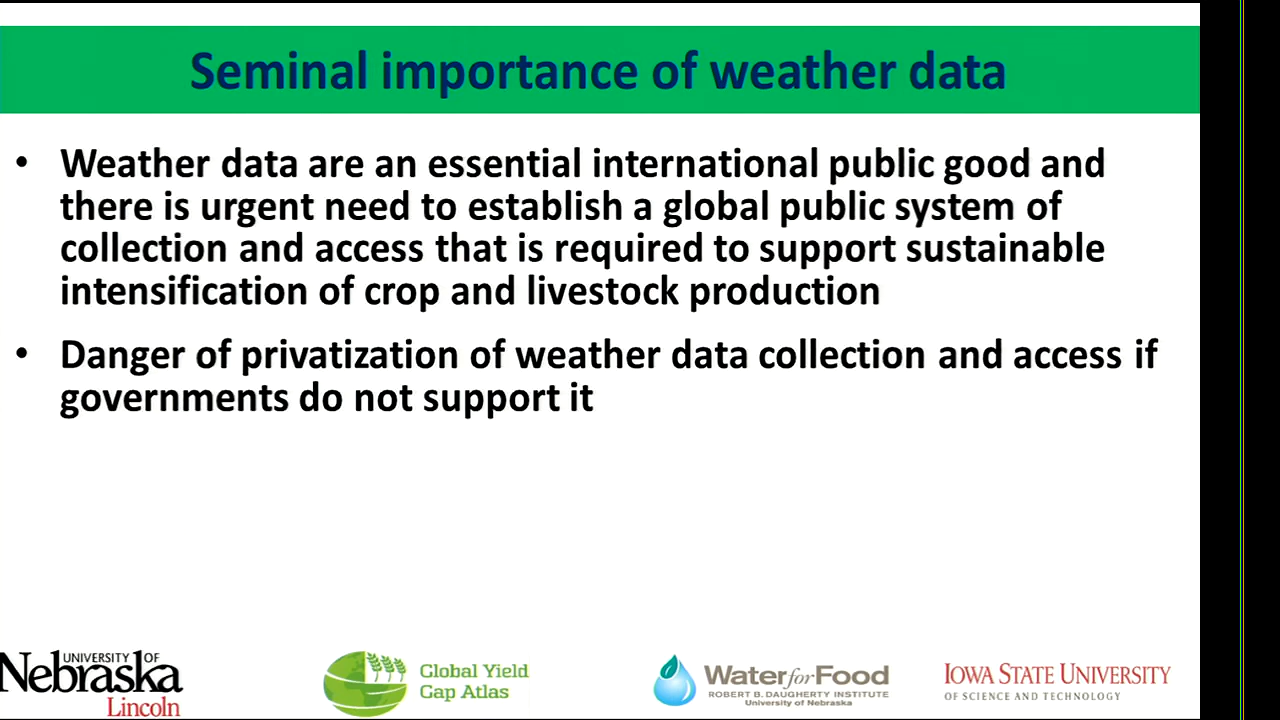 Seminal importance of weather data
• Weather data are an essential international public good and
there is urgent need to establish a global public system of
collection and access that is required to support sustainable
intensification of crop and livestock production
• Danger of privatization of weather data collection and access if
governments do not support it
UNIVERSITY OF
Nebraska
Lincoln
Global Yield
Gap Atlas
Water for Food
ROBERT B. DAUGHERTY INSTITUTE
University of Nebraska
IOWA STATE UNIVERSITY
OF SCIENCE AND TECHNOLOGY